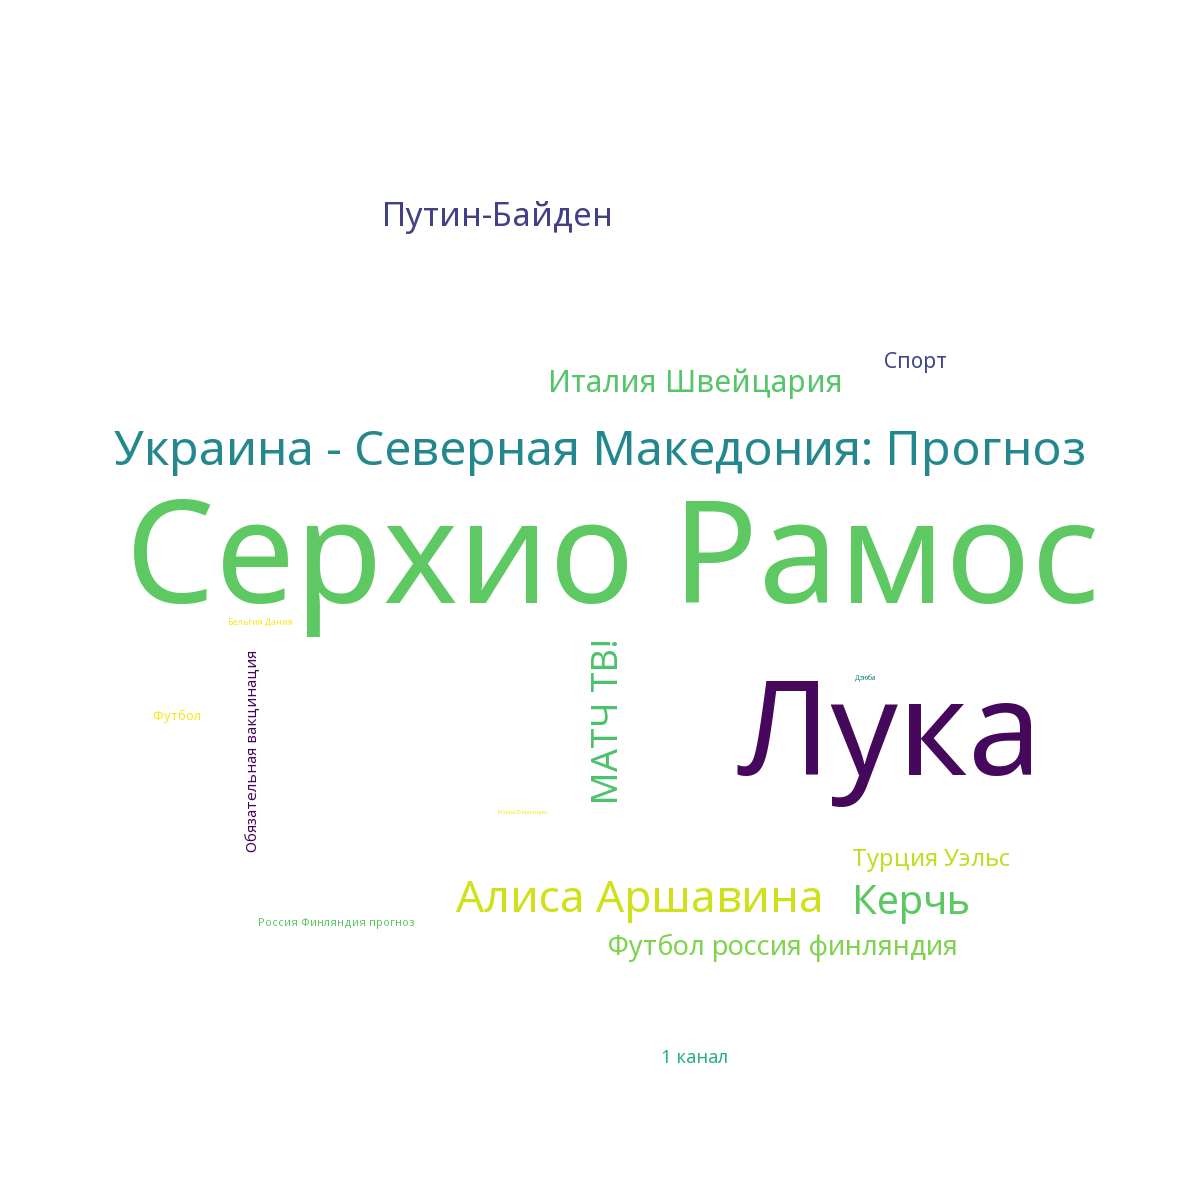 Путин-Байден
Спорт
Италия Швейцария
Украина - Северная Македония: Прогноз
Серхио Рамос
Бельгия Дания
МАТЧ ТВ!
Обязательная вакцинация
Дзюба
Футбол
Лука
Турция Уэльс
Алиса Аршавина
Керчь
Россия Финляндия прогноз
Футбол россия финляндия
1 канал